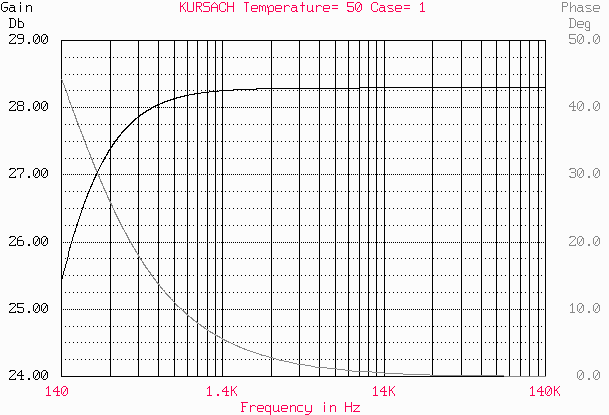 Gain KURSACH Temperature= 50 Case= 1 Phase
Db Deg
29.00 50.0
28.00 40.0
27.00 30.0
26.00 20.0
25.00 10.0
24.00 0.0
140 1.4K 14K 140K
Frequency in Hz